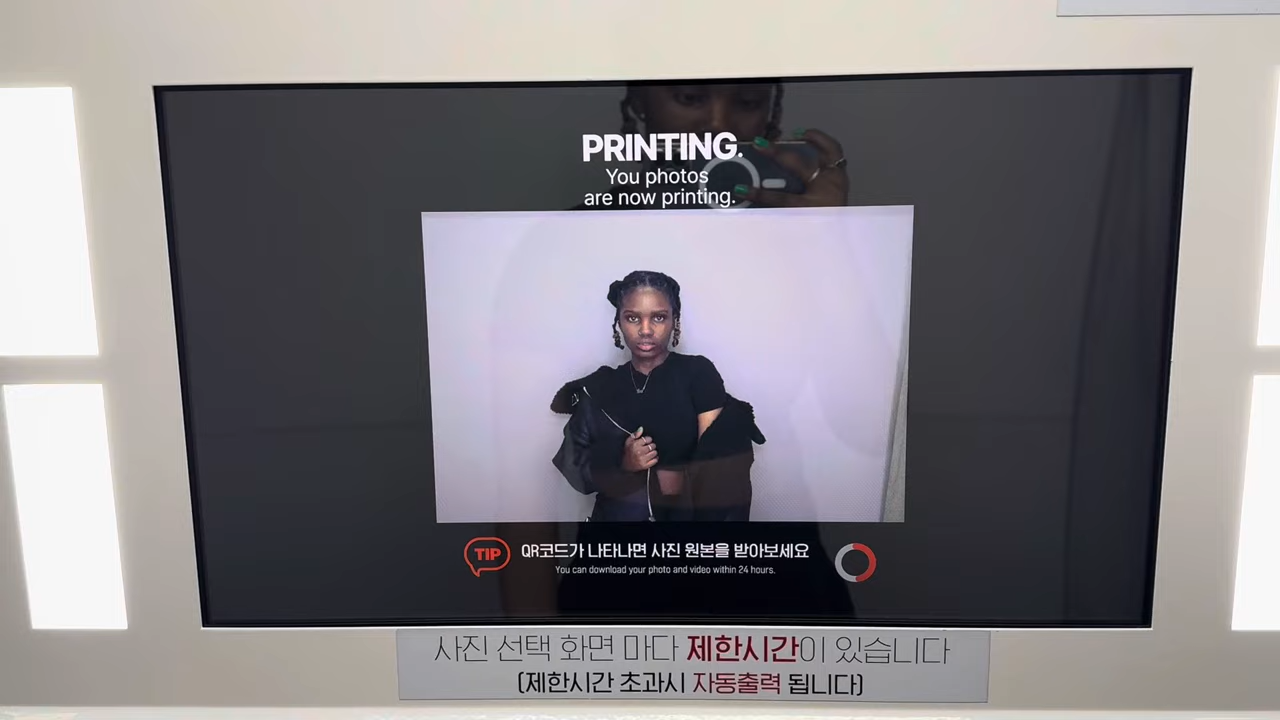 PRINTING.
You photos
are now printing.
TIP
QR코드가 나타나면 사진 원본을 받아보세요
You can download your photo and video within 24 hours.
사진 선택 화면 마다 제한시간이 있습니다
(제한시간 초과시 자동출력 됩니다)